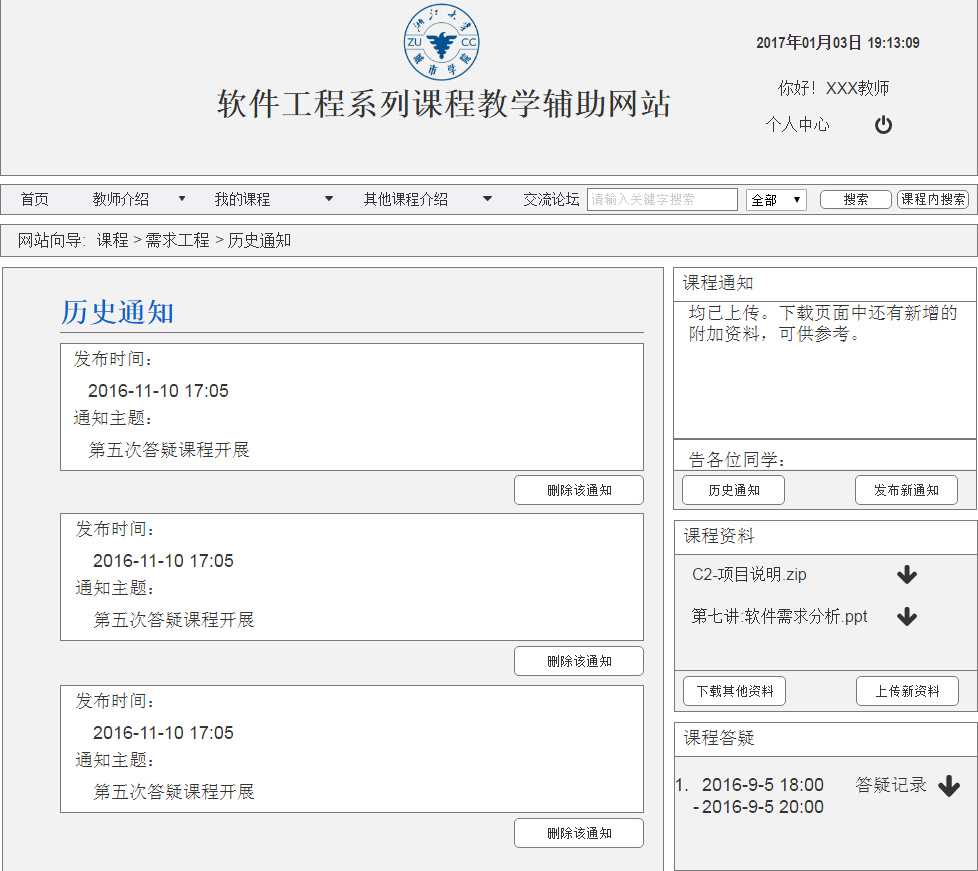 浙江大学
ZU CC
城市学院
2017年01月03日 19:13:09
软件工程系列课程教学辅助网站
你好！XXX教师
个人中心
首页 教师介绍 我的课程 其他课程介绍 交流论坛 请输入关键字搜索 全部 搜索 课程内搜索
网站向导: 课程 > 需求工程 > 历史通知
历史通知
发布时间:
2016-11-10 17:05
通知主题:
第五次答疑课程开展
删除该通知
发布时间:
2016-11-10 17:05
通知主题:
第五次答疑课程开展
删除该通知
发布时间:
2016-11-10 17:05
通知主题:
第五次答疑课程开展
删除该通知
课程通知
均已上传。下载页面中还有新增的
附加资料，可供参考。
告各位同学:
历史通知 发布新通知
课程资料
C2-项目说明.zip
第七讲:软件需求分析.ppt
下载其他资料 上传新资料
课程答疑
1. 2016-9-5 18:00 答疑记录
- 2016-9-5 20:00